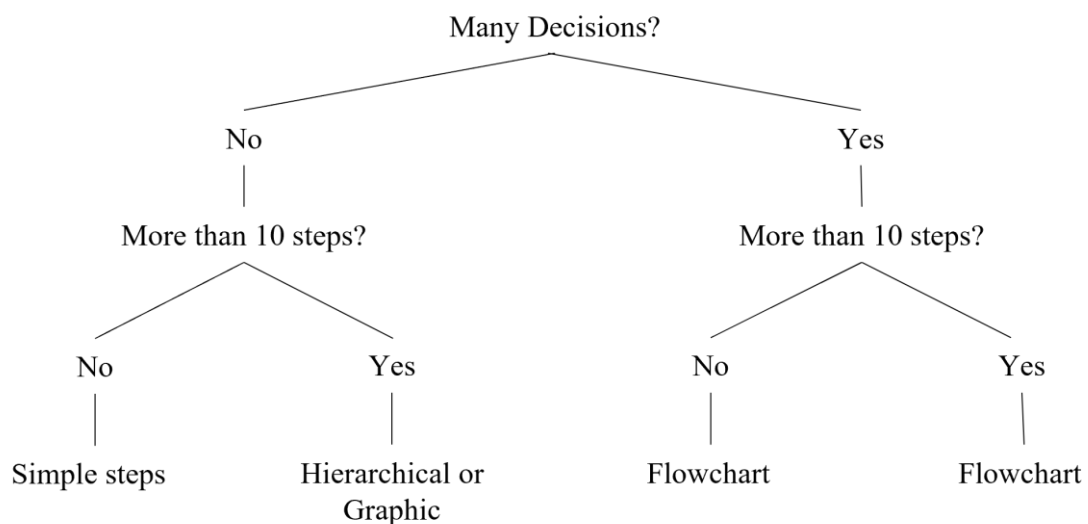 Many Decisions?
No
Yes
More than 10 steps?
More than 10 steps?
No
Yes
No
Yes
Simple steps
Hierarchical or
Graphic
Flowchart
Flowchart